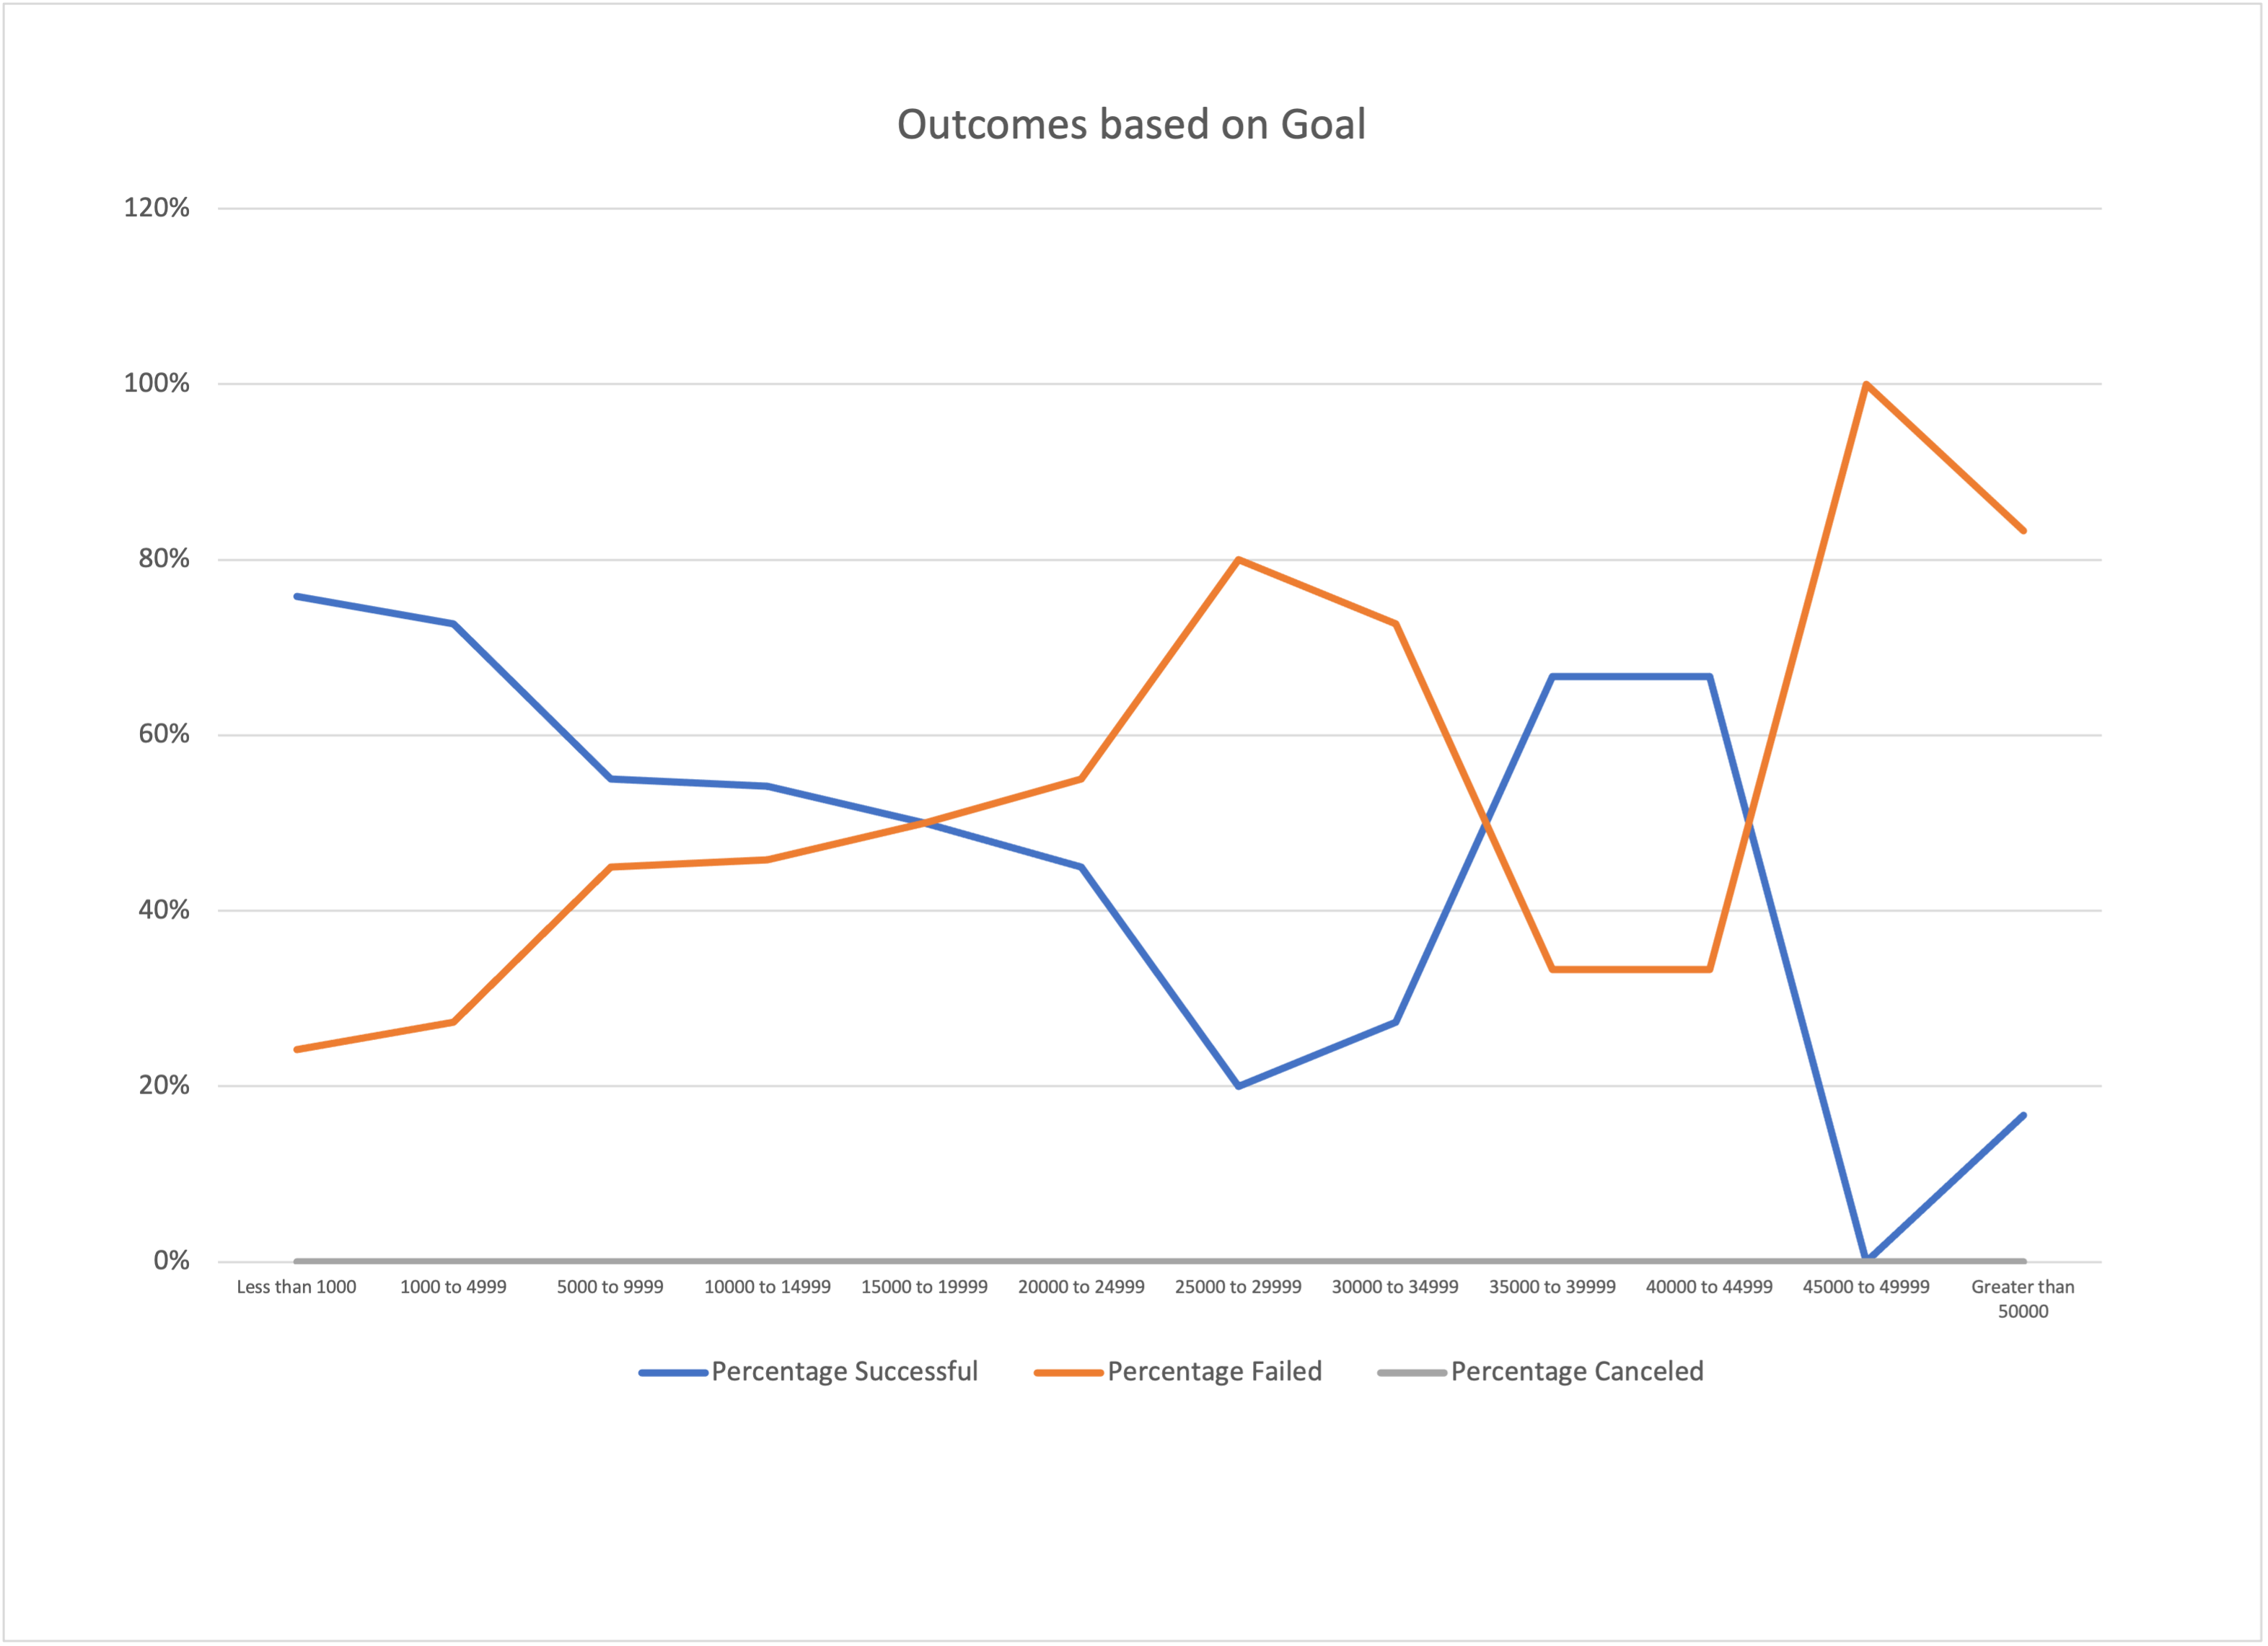 Outcomes based on Goal
120%
100%
80%
60%
40%
20%
0%
Less than 1000
1000 to 4999
5000 to 9999
10000 to 14999
15000 to 19999
20000 to 24999
25000 to 29999
30000 to 34999
35000 to 39999
40000 to 44999
45000 to 49999
Greater than
50000
Percentage Successful
Percentage Failed
Percentage Canceled